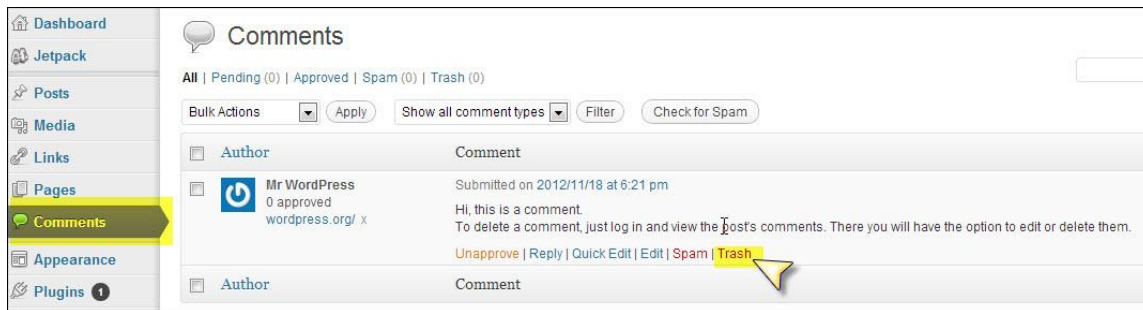 Dashboard
Jetpack
Posts
Media
Links
Pages
Comments
Appearance
Plugins 1
Comments
All | Pending (0) | Approved | Spam (0) | Trash (0)
Bulk Actions Apply Show all comment types Filter Check for Spam
Author Comment
Mr WordPress
0 approved
wordpress.org/ x
Submitted on 2012/11/18 at 6:21 pm
Hi, this is a comment.
To delete a comment, just log in and view the post's comments. There you will have the option to edit or delete them.
Unapprove | Reply | Quick Edit | Edit | Spam | Trash
Author Comment